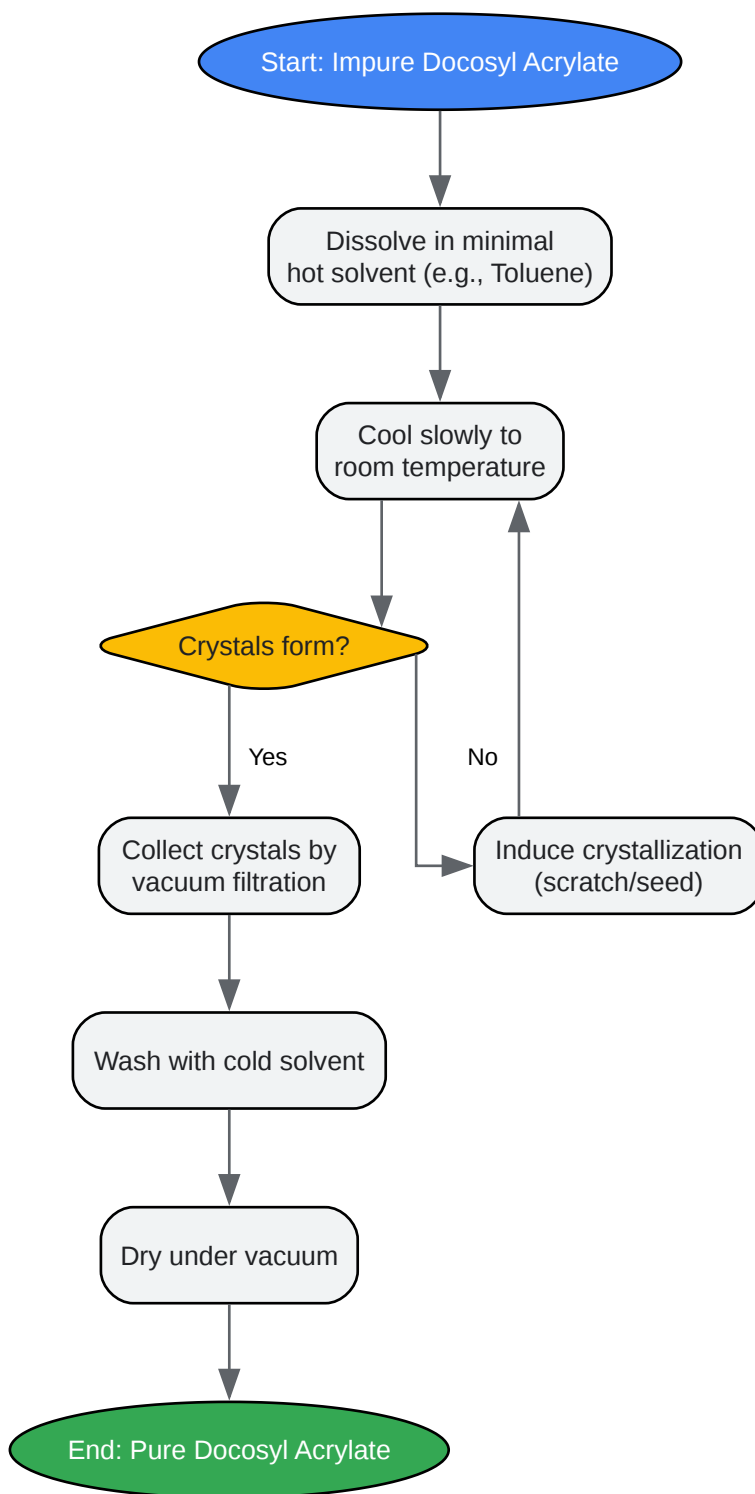 Start: Impure Docosyl Acrylate
Dissolve in minimal
hot solvent (e.g., Toluene)
Cool slowly to
room temperature
Crystals form?
Yes
No
Collect crystals by
vacuum filtration
Induce crystallization
(scratch/seed)
Wash with cold solvent
Dry under vacuum
End: Pure Docosyl Acrylate